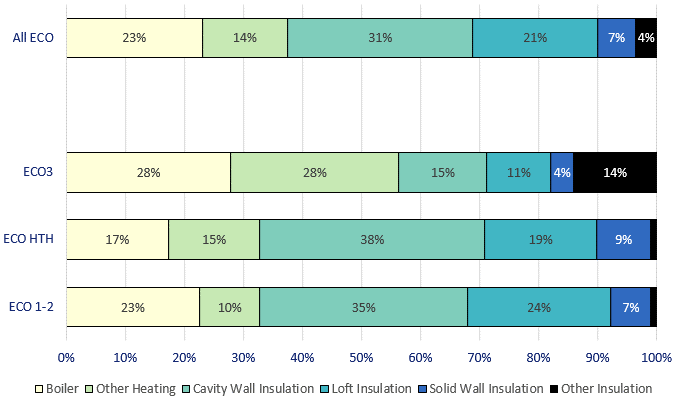 All ECO 23% 14% 31% 21% 7% 4%
ECO3 28% 28% 15% 11% 4% 14%
ECO HTH 17% 15% 38% 19% 9%
ECO 1-2 23% 10% 35% 24% 7%
0% 10% 20% 30% 40% 50% 60% 70% 80% 90% 100%
Boiler Other Heating Cavity Wall Insulation Loft Insulation Solid Wall Insulation Other Insulation